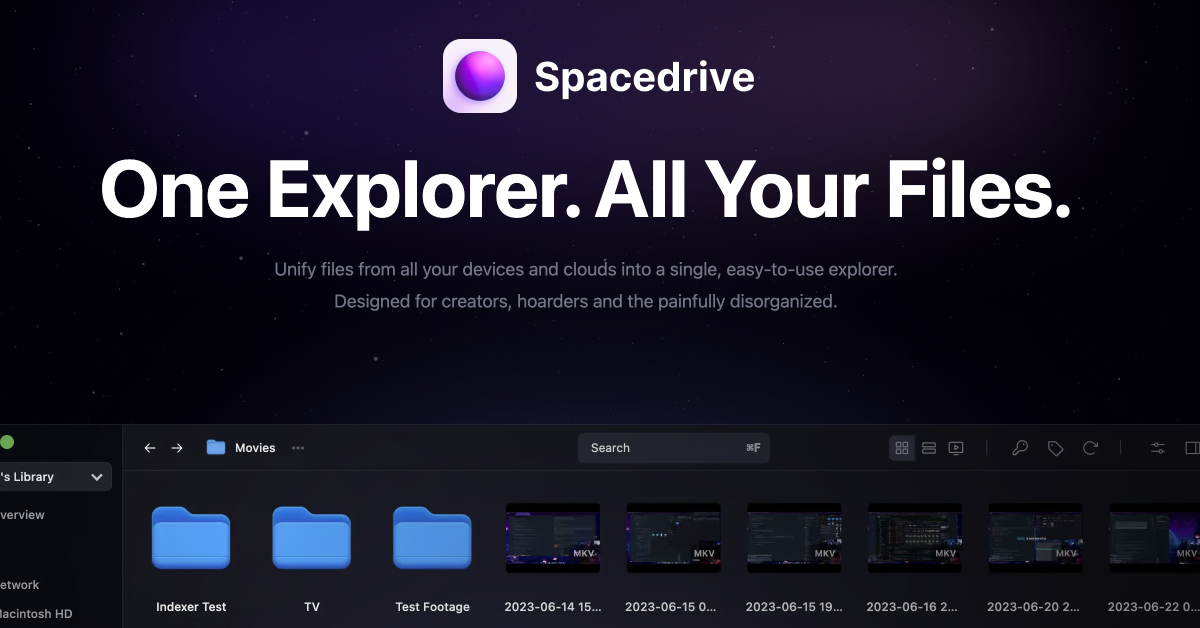 Spacedrive
One Explorer. All Your Files.
Unify files from all your devices and clouds into a single, easy-to-use explorer.
Designed for creators, hoarders and the painfully disorganized.
Movies
Search ⌘F
's Library
verview
etwork
Macintosh HD
MKV MKV MKV MKV MKV MKV
Indexer Test TV Test Footage 2023-06-14 15... 2023-06-15 0... 2023-06-15 19... 2023-06-16 2... 2023-06-20 2... 2023-06-22 0...